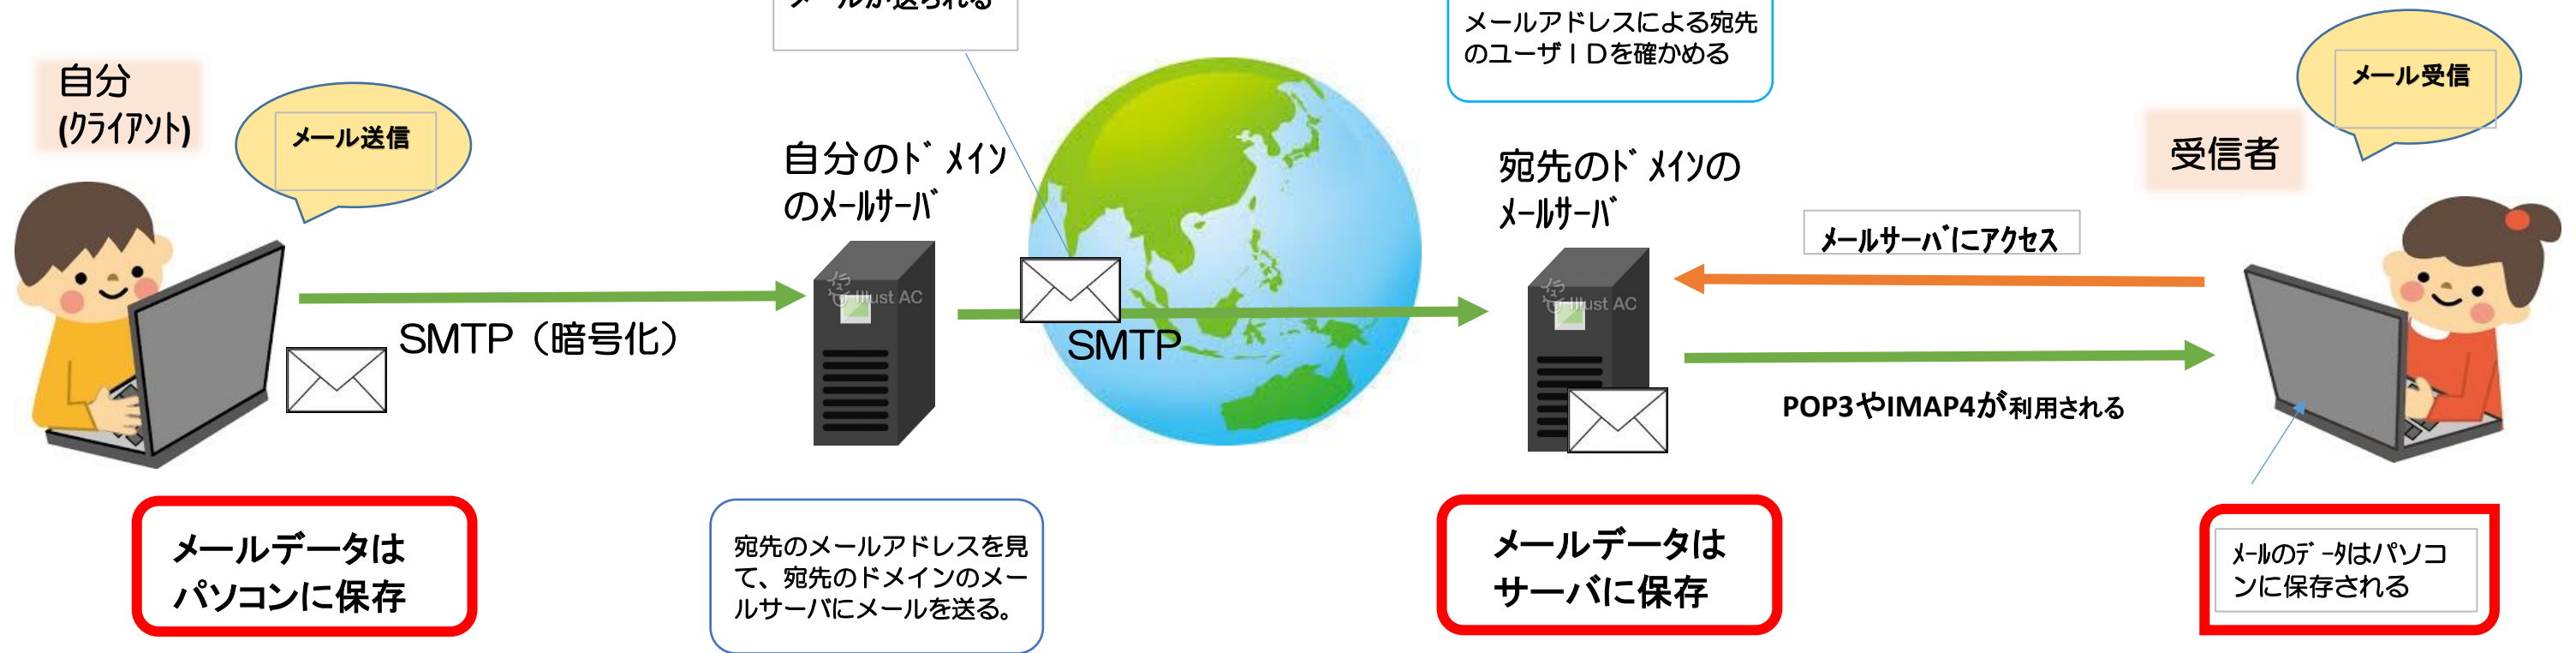 メールアドレスによる宛先
のユーザＩＤを確かめる
自分
(ｸﾗｲｱﾝﾄ)
メール送信
メール受信
自分のﾄﾞﾒｲﾝ
のﾒｰﾙｻｰﾊﾞ
宛先のﾄﾞﾒｲﾝの
ﾒｰﾙｻｰﾊﾞ
受信者
ﾒｰﾙｻｰﾊﾞにｱｸｾｽ
Illust AC
Illust AC
SMTP（暗号化）
SMTP
POP3やIMAP4が利用される
メールデータは
パソコンに保存
宛先のメールアドレスを見
て、宛先のドメインのメー
ルサーバにメールを送る。
メールデータは
サーバに保存
ﾒｰﾙのﾃﾞｰﾀはパソコ
ンに保存される